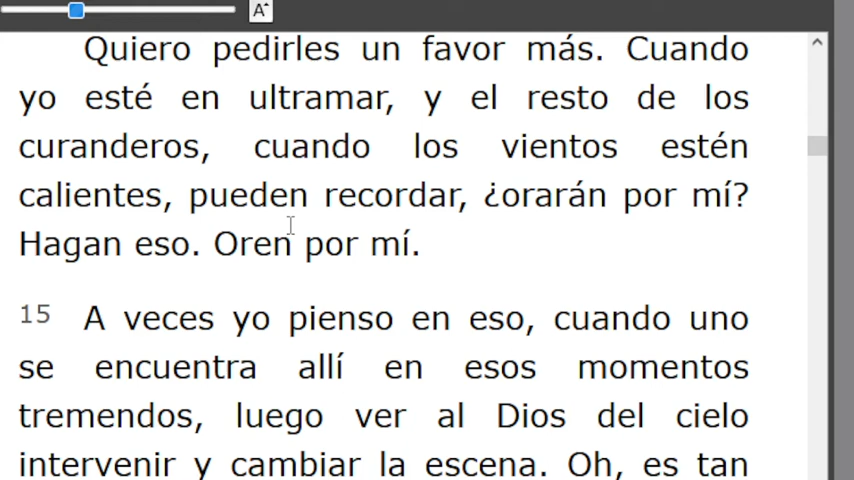 A
Quiero pedirles un favor más. Cuando
yo esté en ultramar, y el resto de los
curanderos, cuando los vientos estén
calientes, pueden recordar, ¿orarán por mí?
Hagan eso. Oren por mí.
15 A veces yo pienso en eso, cuando uno
se encuentra allí en esos momentos
tremendos, luego ver al Dios del cielo
intervenir y cambiar la escena. Oh, es tan